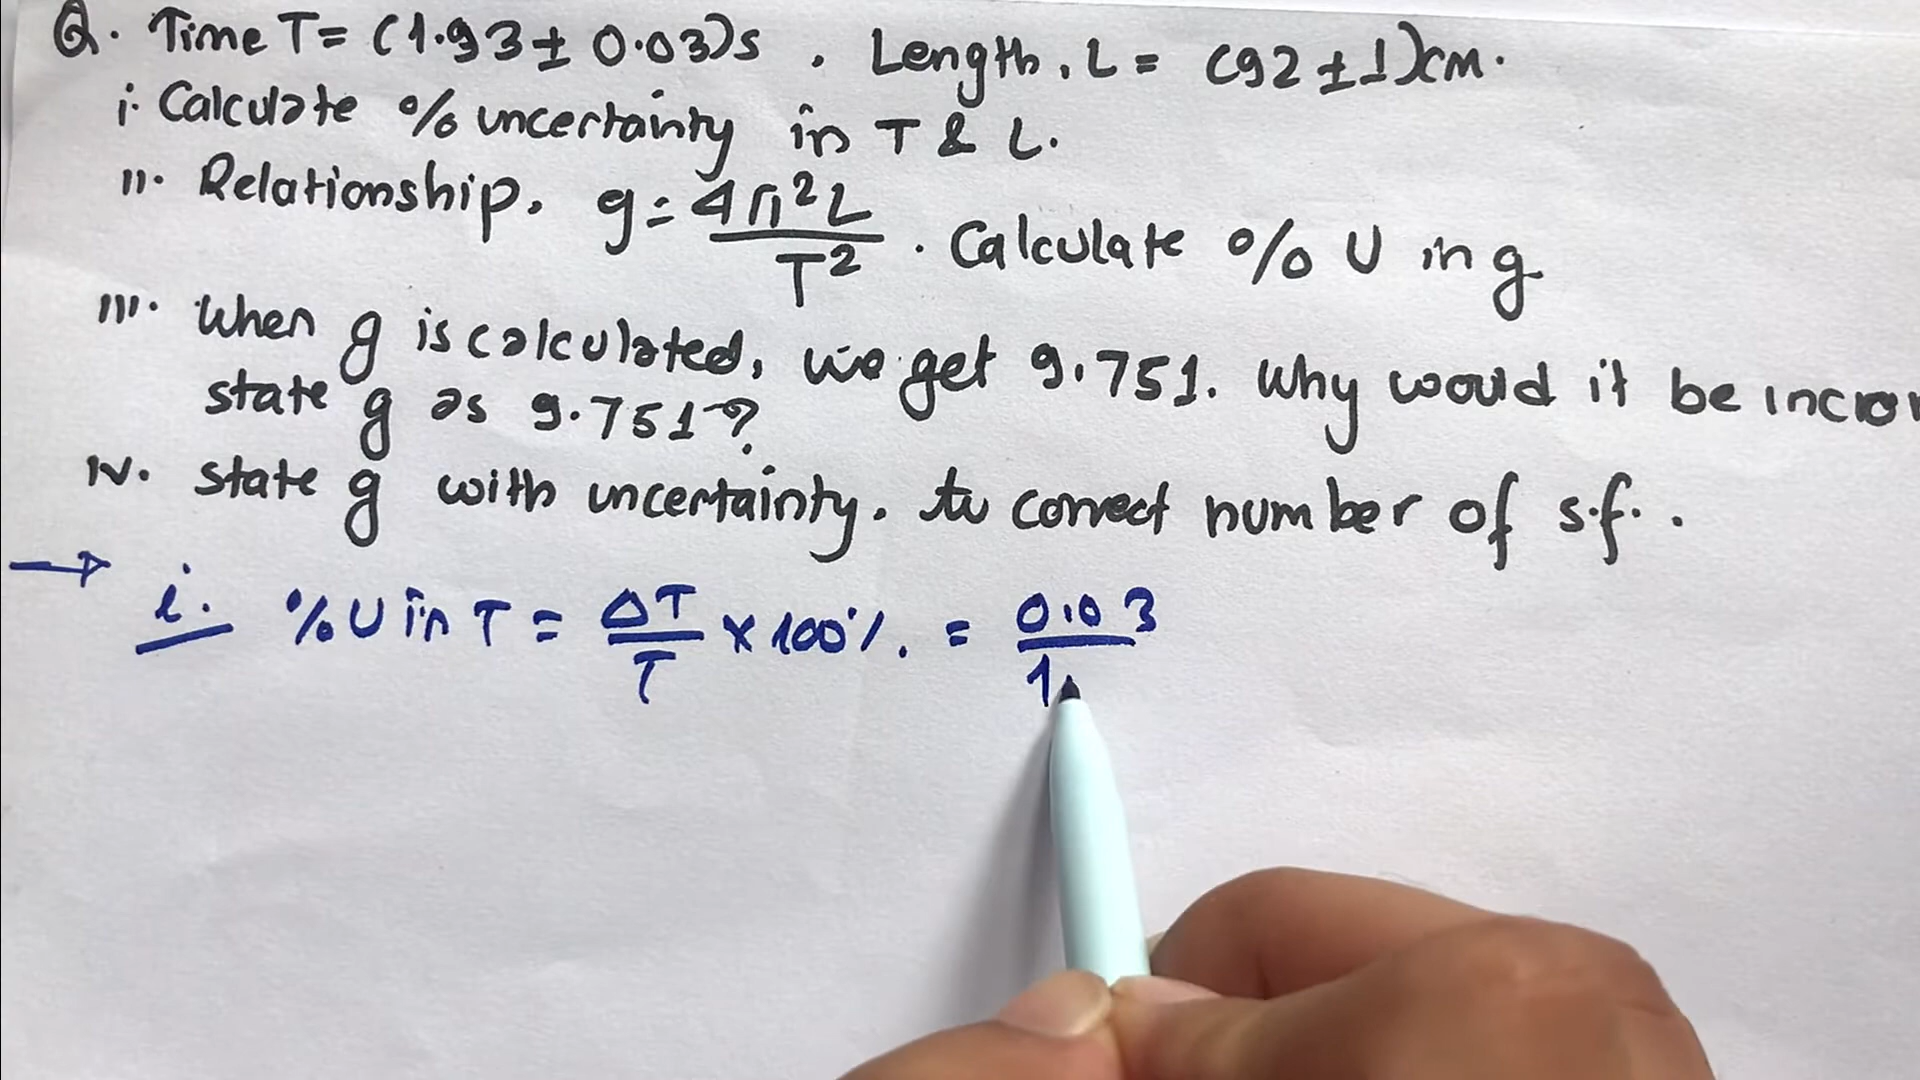 Q. Time T = (1.93 ± 0.03)s . Length, L = (92 ± 1)cm.
i. Calculate % uncertainty in T & L.
ii. Relationship, g = 4π²L / T² . Calculate % U in g
iii. When g is calculated, we get 9.751. Why would it be
state g as 9.751?
iv. state g with uncertainty. to correct number of s.f. .
→ i. % U in T = ΔT / T × 100%. = 0.03 / 1.